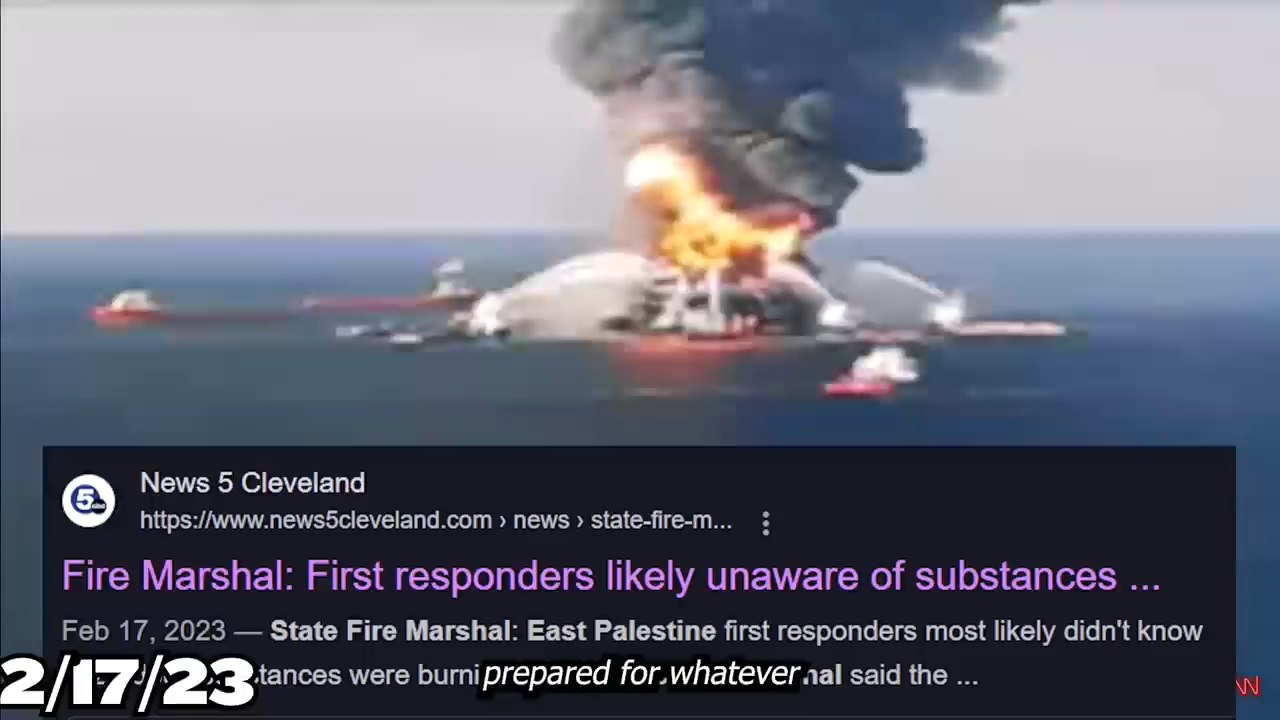 5
News 5 Cleveland
https://www.news5cleveland.com › news › state-fire-m...
Fire Marshal: First responders likely unaware of substances ...
Feb 17, 2023 — State Fire Marshal: East Palestine first responders most likely didn't know
tances were burni
said the ...
prepared for whatever
2/17/23